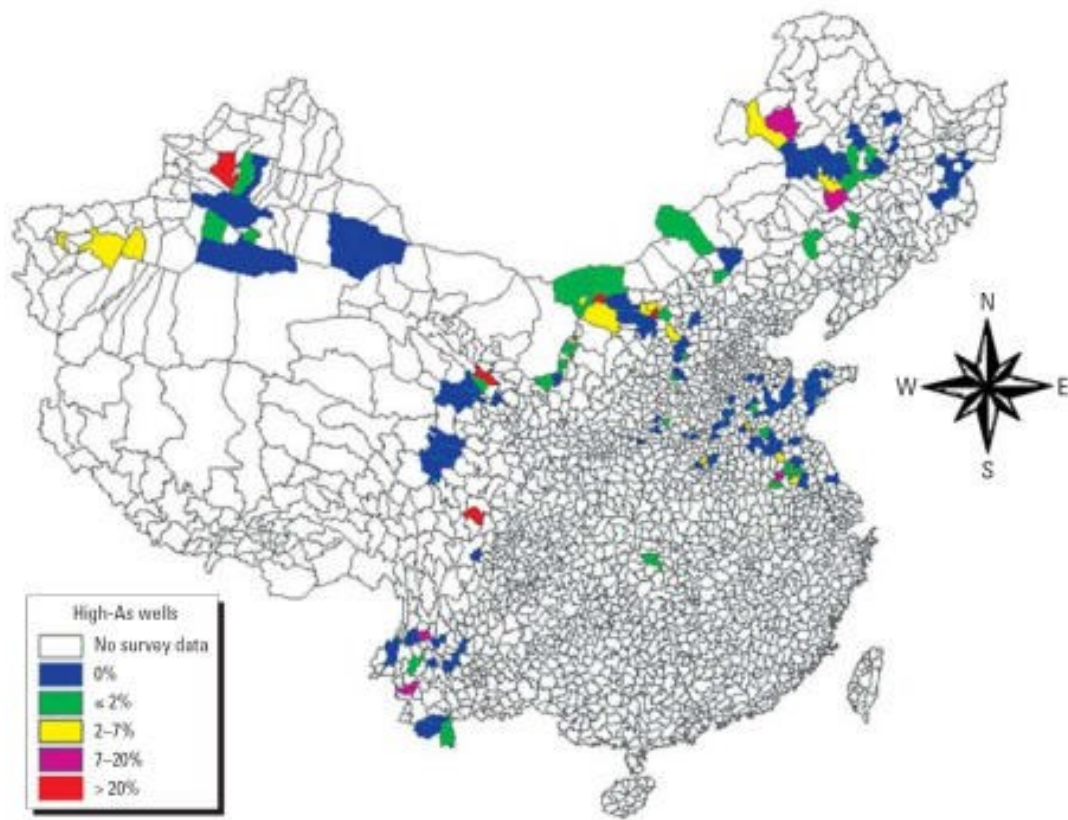 N
W
E
S
High-As wells
No survey data
0%
≤ 2%
2–7%
7–20%
> 20%